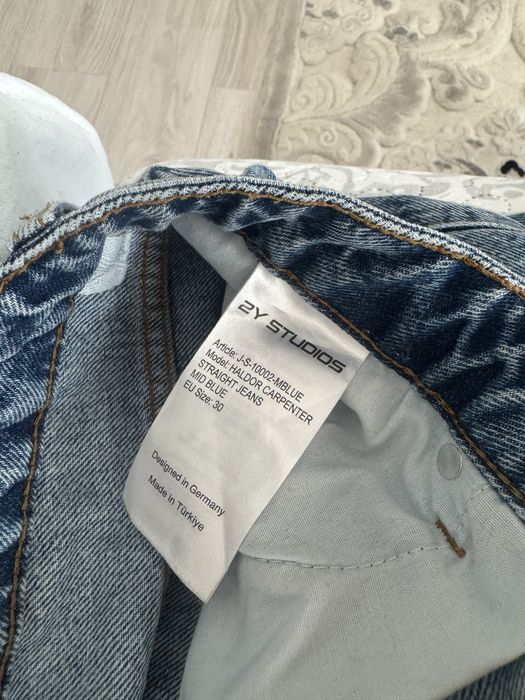 2Y STUDIOS
Article: J-S-10002-MBLUE
Model: HALDOR CARPENTER
STRAIGHT JEANS
MID BLUE
EU Size: 30
Designed in Germany
Made in Türkiye